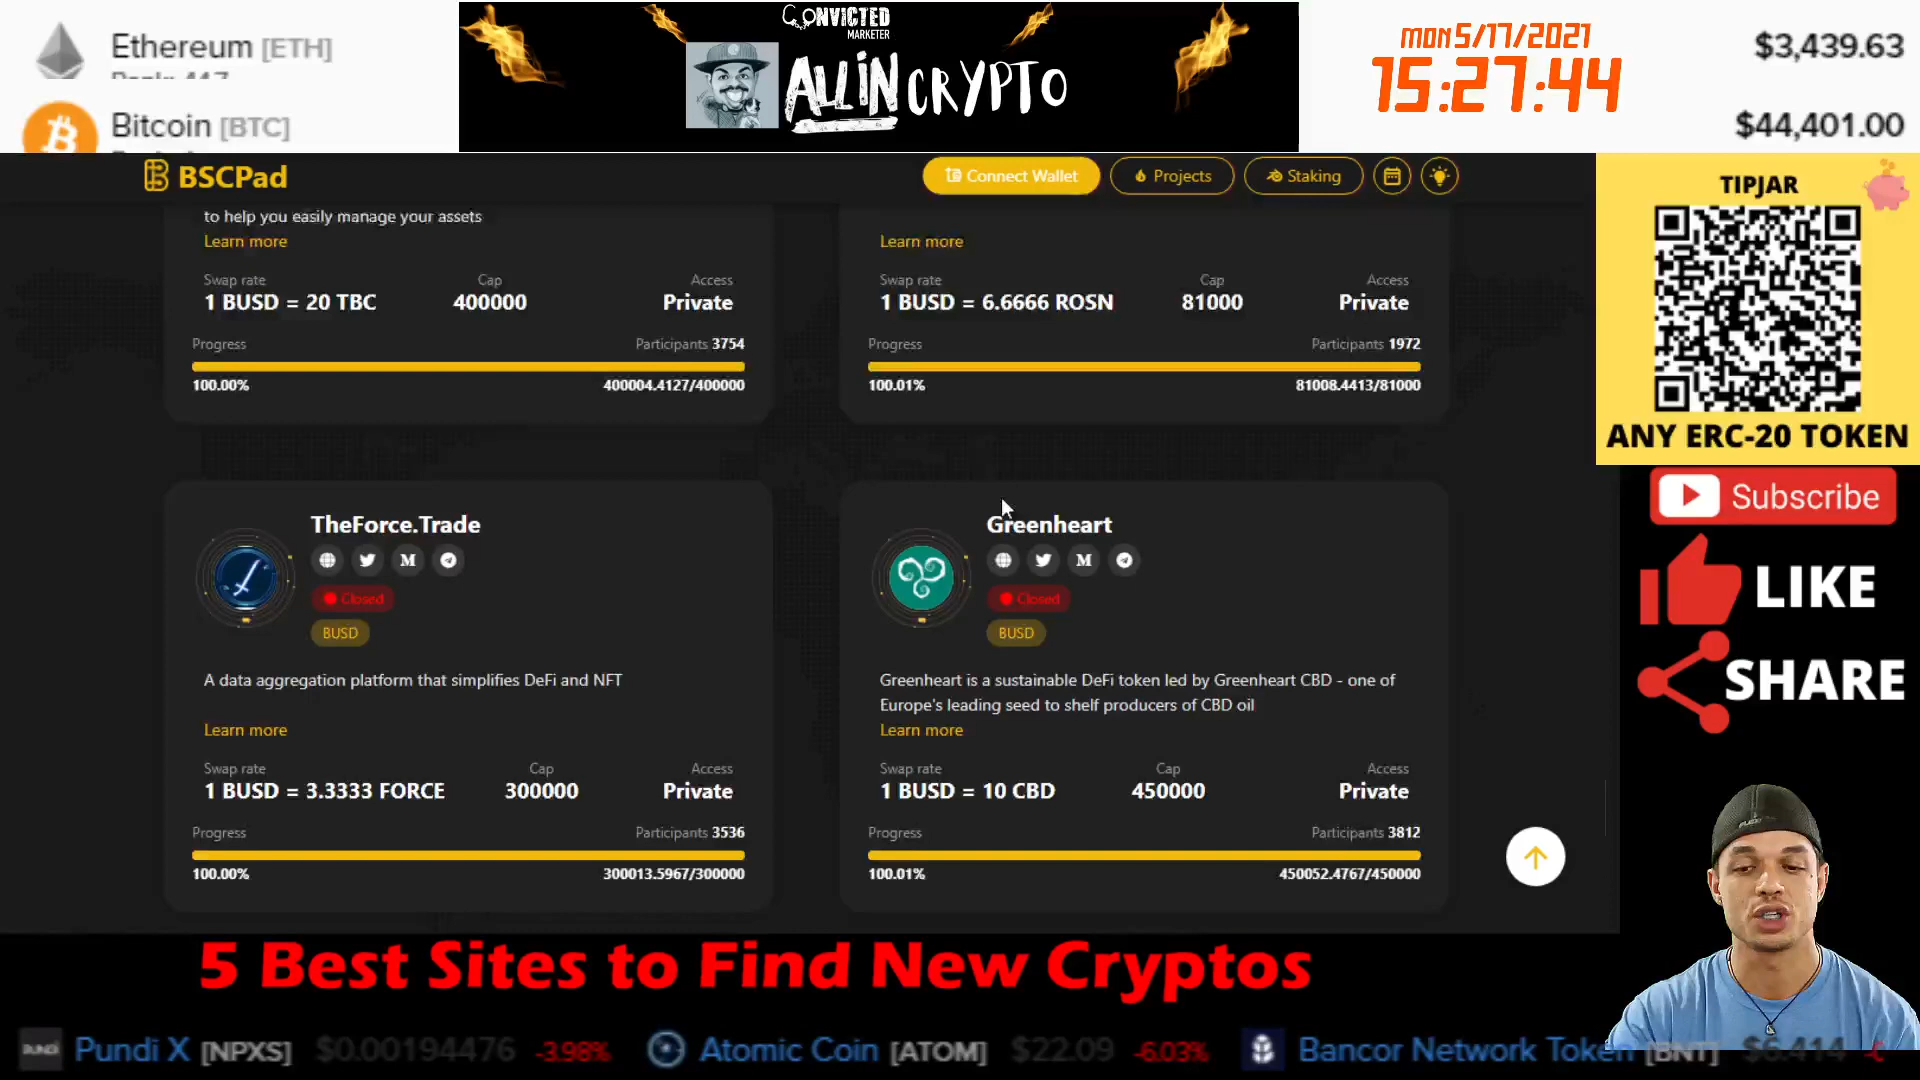 Ethereum [ETH]
Bitcoin [BTC]
CONVICTED
MARKETER
ALL IN CRYPTO
MON 5/17/2021
15:27:44
$3,439.63
$44,401.00
BSCPad
Connect Wallet
Projects
Staking
TIPJAR
ANY ERC-20 TOKEN
to help you easily manage your assets
Learn more
Swap rate Cap Access
1 BUSD = 20 TBC 400000 Private
Progress Participants 3754
100.00% 400004.4127/400000
Learn more
Swap rate Cap Access
1 BUSD = 6.6666 ROSN 81000 Private
Progress Participants 1972
100.01% 81008.4413/81000
TheForce.Trade
M
Closed
BUSD
A data aggregation platform that simplifies DeFi and NFT
Learn more
Swap rate Cap Access
1 BUSD = 3.3333 FORCE 300000 Private
Progress Participants 3536
100.00% 300013.5967/300000
Greenheart
M
Closed
BUSD
Greenheart is a sustainable DeFi token led by Greenheart CBD - one of
Europe's leading seed to shelf producers of CBD oil
Learn more
Swap rate Cap Access
1 BUSD = 10 CBD 450000 Private
Progress Participants 3812
100.01% 450052.4767/450000
Subscribe
LIKE
SHARE
5 Best Sites to Find New Cryptos
Pundi X [NPXS] $0.00194476 -3.98% Atomic Coin [ATOM] $22.09 -6.03% Bancor Network Token [BNT] $6.414